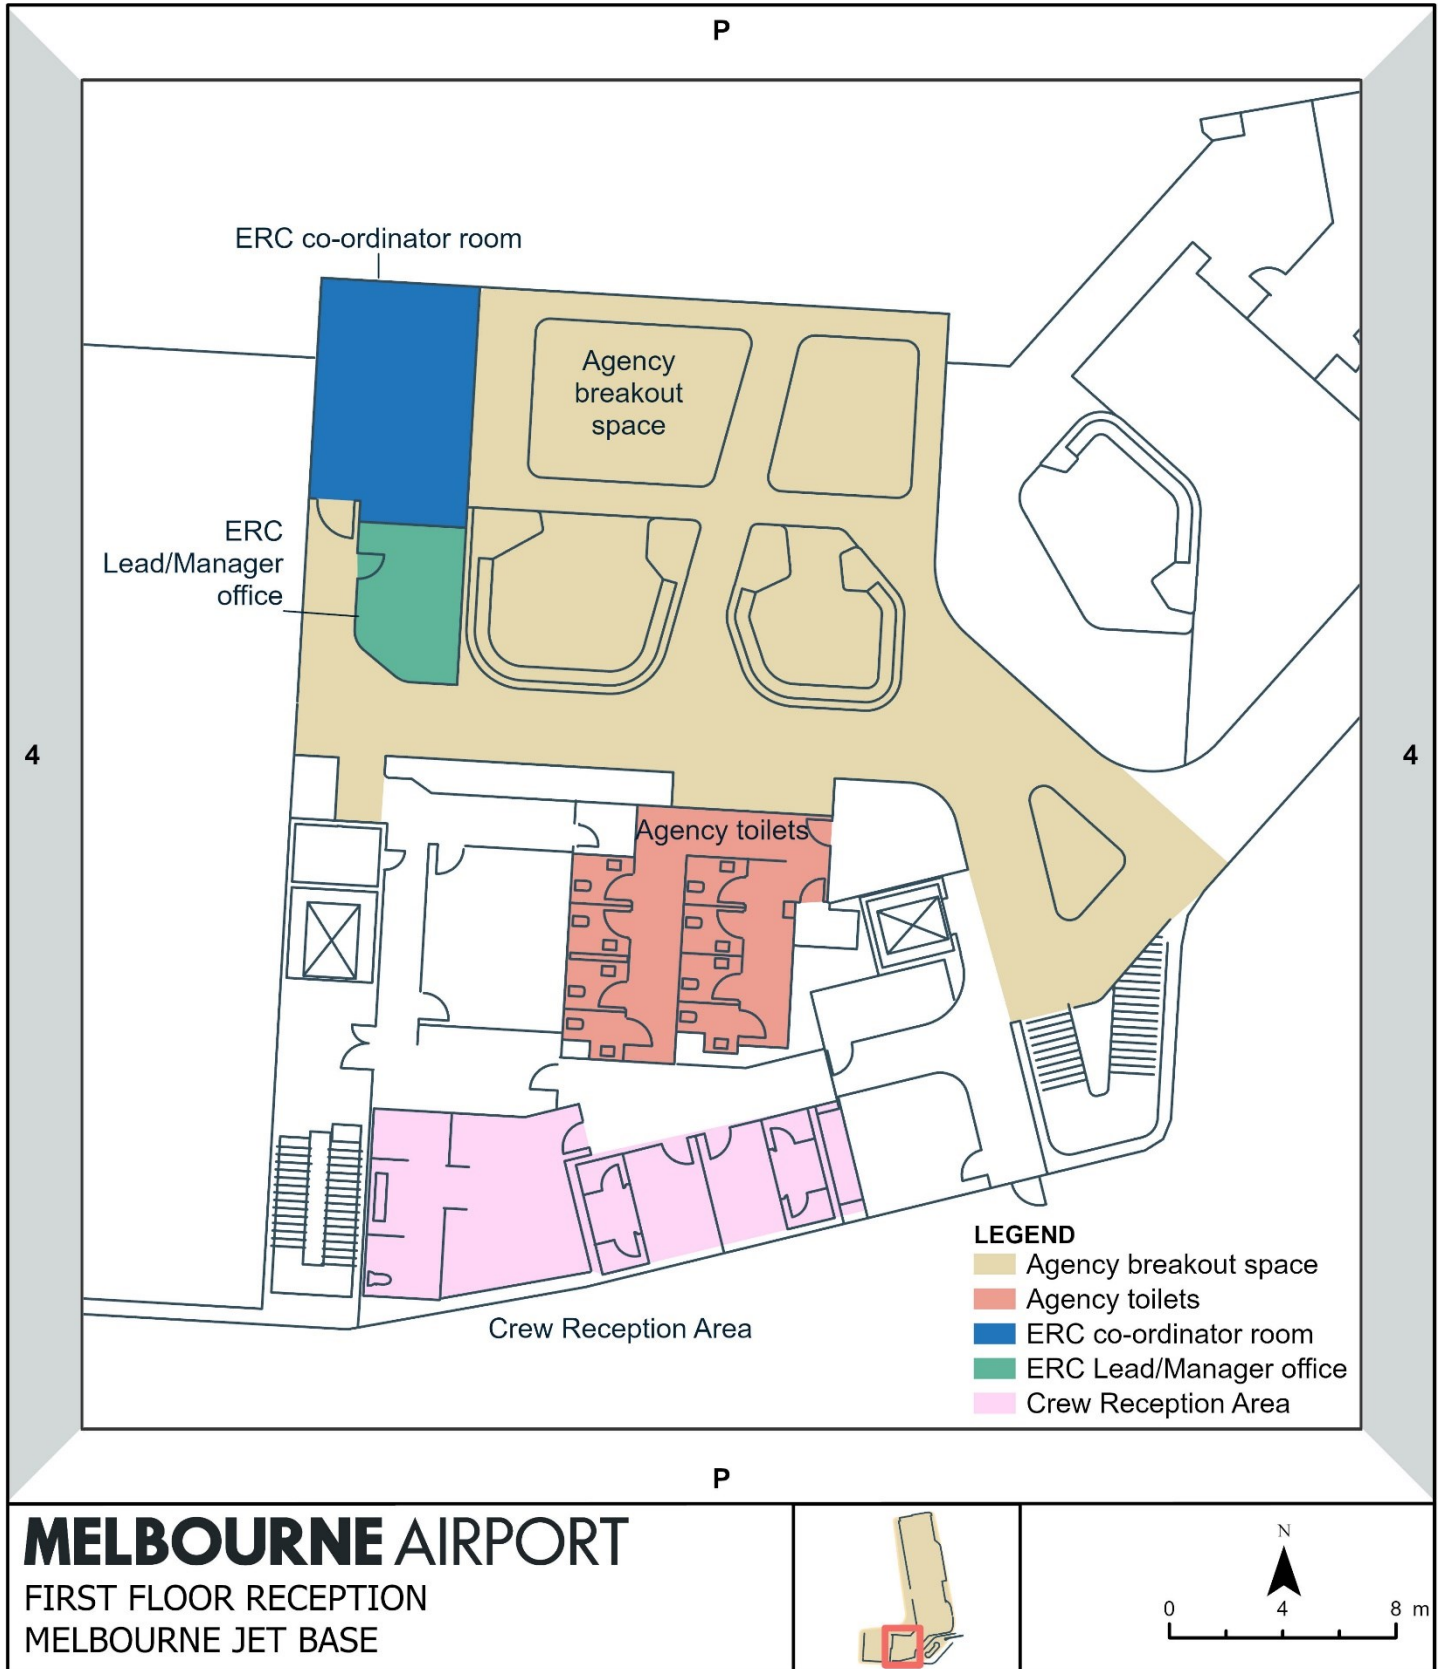 P
ERC co-ordinator room
Agency
breakout
space
ERC
Lead/Manager
office
4
4
Agency toilets
Crew Reception Area
LEGEND
Agency breakout space
Agency toilets
ERC co-ordinator room
ERC Lead/Manager office
Crew Reception Area
P
MELBOURNE AIRPORT
FIRST FLOOR RECEPTION
MELBOURNE JET BASE
N
0 4 8 m